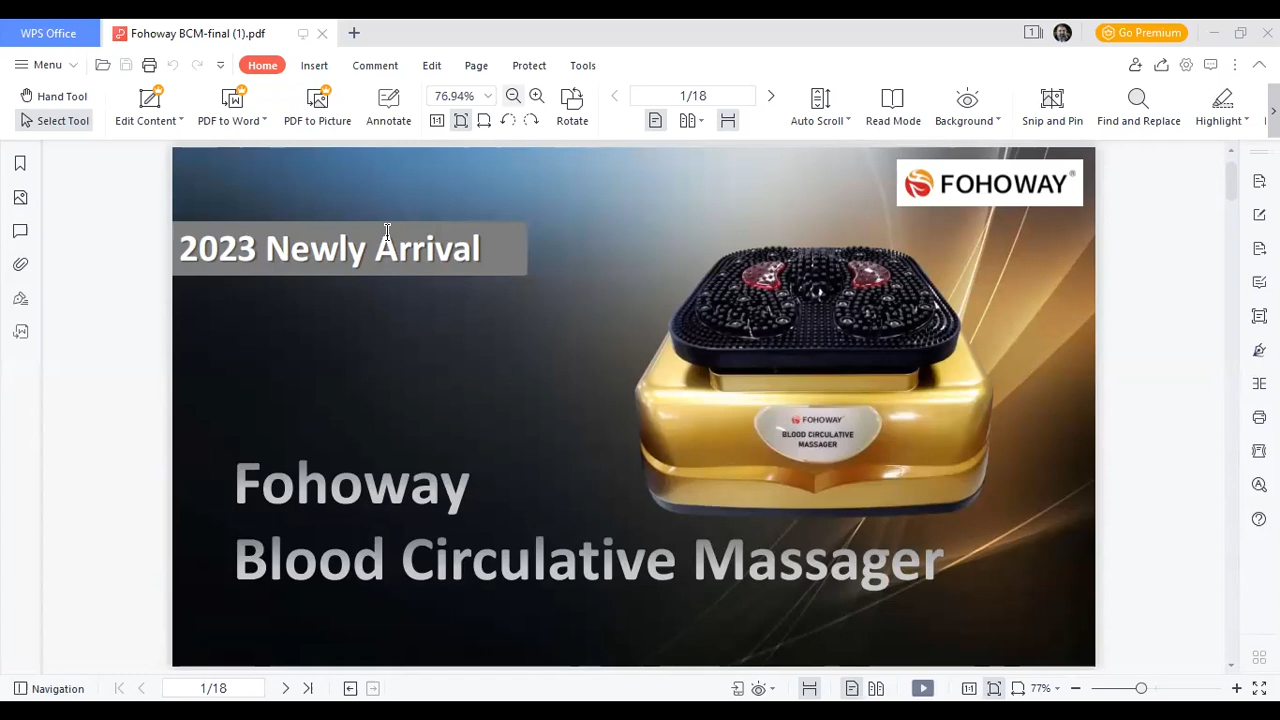 WPS Office
Fohoway BCM-final (1).pdf
1
Go Premium
Menu
Home
Insert
Comment
Edit
Page
Protect
Tools
Hand Tool
Select Tool
Edit Content
PDF to Word
PDF to Picture
Annotate
76.94%
Rotate
1/18
Auto Scroll
Read Mode
Background
Snip and Pin
Find and Replace
Highlight
FOHOWAY®
2023 Newly Arrival
FOHOWAY
BLOOD CIRCULATIVE
MASSAGER
Fohoway
Blood Circulative Massager
Navigation
1/18
77%